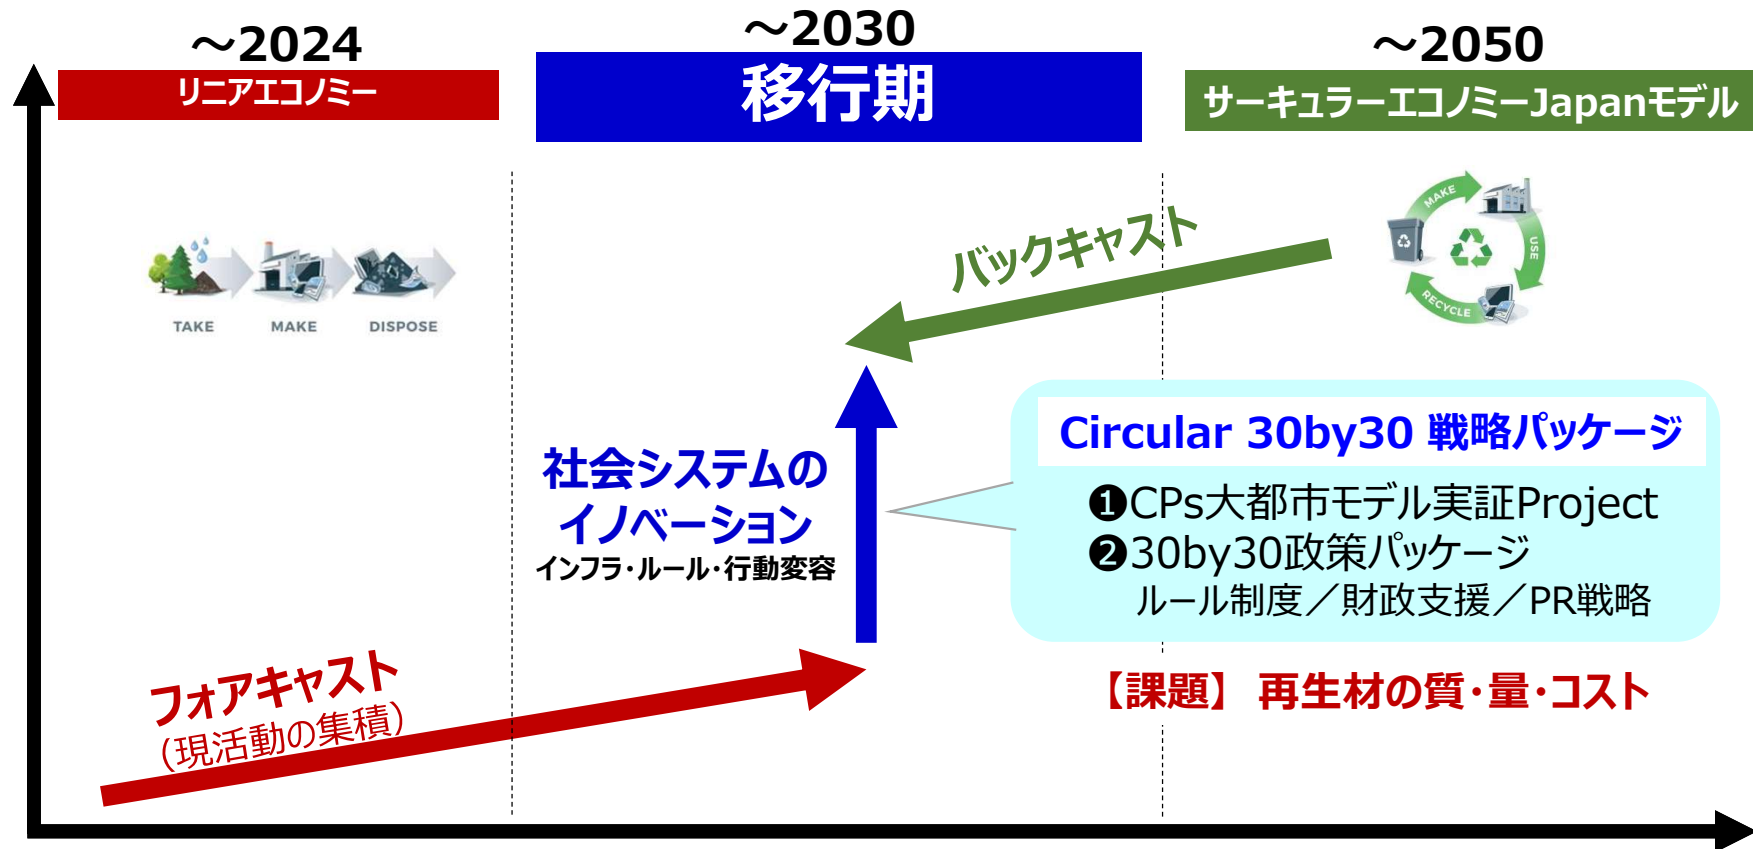 ～2024
リニアエコノミー
～2030
移行期
～2050
サーキュラーエコノミーJapanモデル
TAKE
MAKE
DISPOSE
バックキャスト
MAKE
USE
RECYCLE
社会システムの
イノベーション
インフラ・ルール・行動変容
Circular 30by30 戦略パッケージ
❶CPs大都市モデル実証Project
❷30by30政策パッケージ
ルール制度／財政支援／PR戦略
フォアキャスト
（現活動の集積）
【課題】 再生材の質・量・コスト